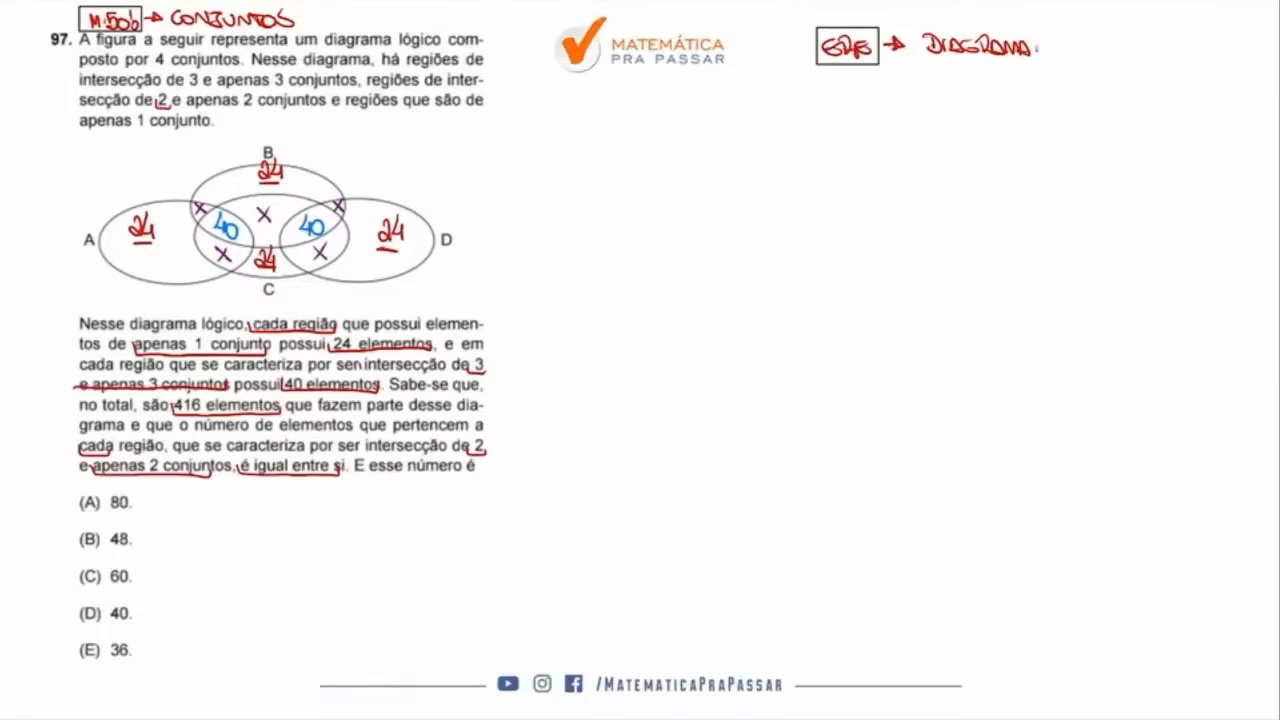 M.506 → CONJUNTOS
97. A figura a seguir representa um diagrama lógico com-
posto por 4 conjuntos. Nesse diagrama, há regiões de
intersecção de 3 e apenas 3 conjuntos, regiões de inter-
secção de 2 e apenas 2 conjuntos e regiões que são de
apenas 1 conjunto.
MATEMÁTICA
PRA PASSAR
→ DIAGRAMA.
B
24
X X X
24 40 40 24
A D
X 24 X
C
Nesse diagrama lógico, cada região que possui elemen-
tos de apenas 1 conjunto possui 24 elementos, e em
cada região que se caracteriza por ser intersecção de 3
e apenas 3 conjuntos possui 40 elementos. Sabe-se que,
no total, são 416 elementos que fazem parte desse dia-
grama e que o número de elementos que pertencem a
cada região, que se caracteriza por ser intersecção de 2,
e apenas 2 conjuntos, é igual entre si. E esse número é
(A) 80.
(B) 48.
(C) 60.
(D) 40.
(E) 36.
/MATEMATICAPRAPASSAR